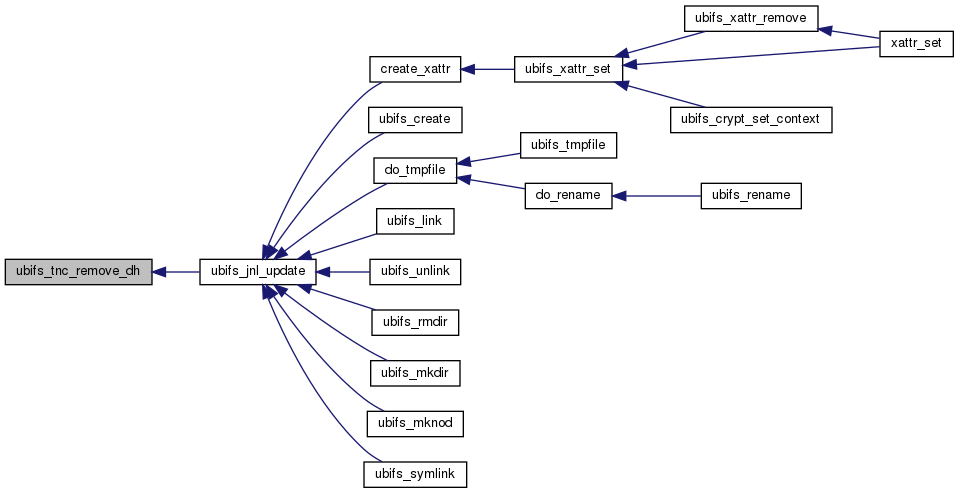 ubifs_xattr_remove
xattr_set
create_xattr
ubifs_xattr_set
ubifs_create
ubifs_crypt_set_context
do_tmpfile
ubifs_tmpfile
do_rename
ubifs_rename
ubifs_link
ubifs_tnc_remove_dh
ubifs_jnl_update
ubifs_unlink
ubifs_rmdir
ubifs_mkdir
ubifs_mknod
ubifs_symlink